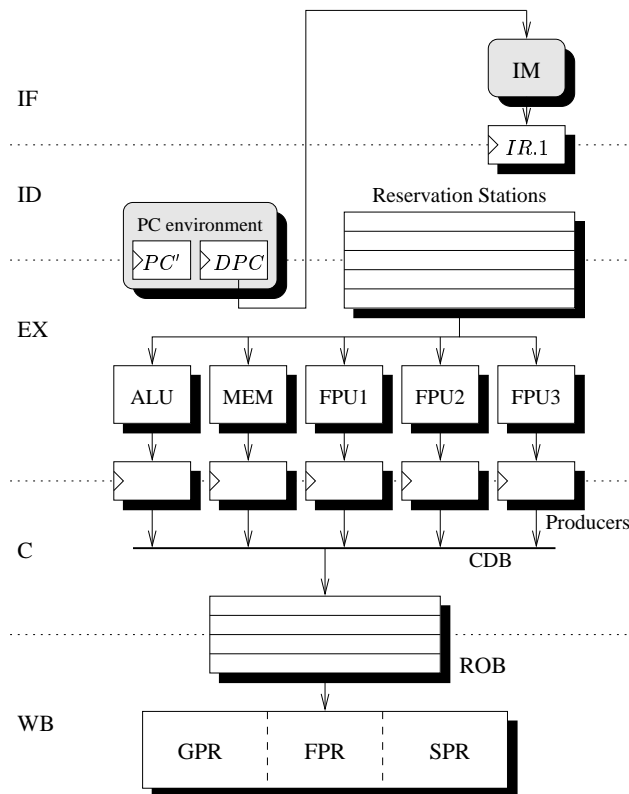 IM
IF
IR.1
ID
Reservation Stations
PC environment
PC' DPC
EX
ALU MEM FPU1 FPU2 FPU3
Producers
C
CDB
ROB
WB
GPR FPR SPR